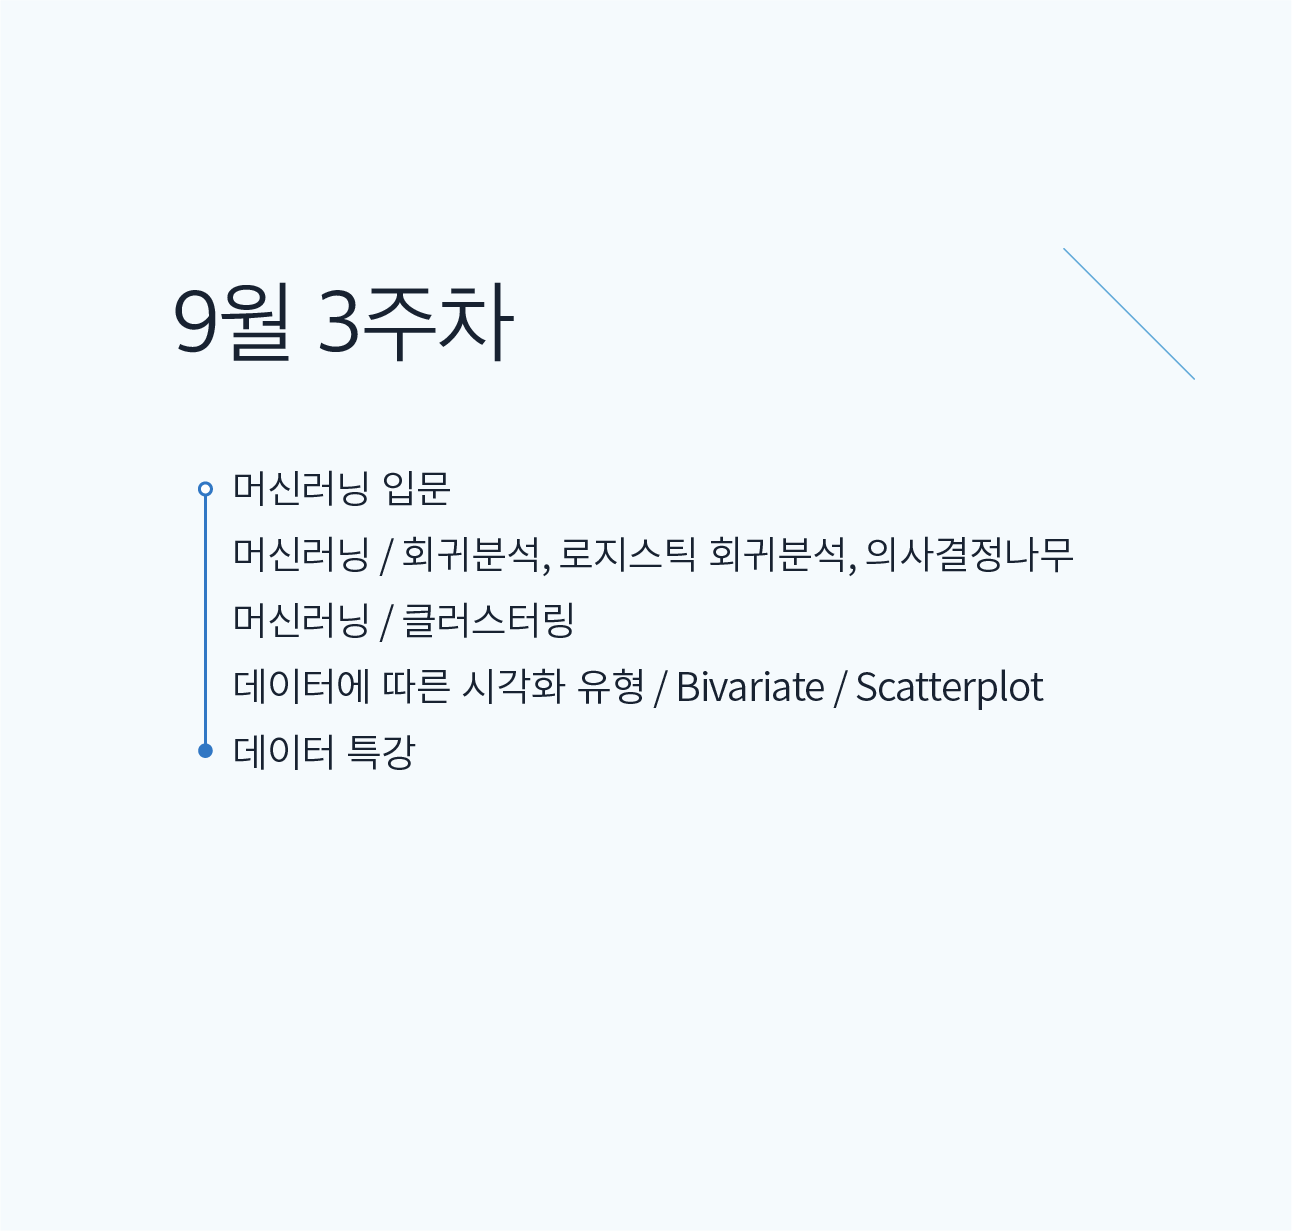 9월 3주차
머신러닝 입문
머신러닝 / 회귀분석, 로지스틱 회귀분석, 의사결정나무
머신러닝 / 클러스터링
데이터에 따른 시각화 유형 / Bivariate / Scatterplot
데이터 특강